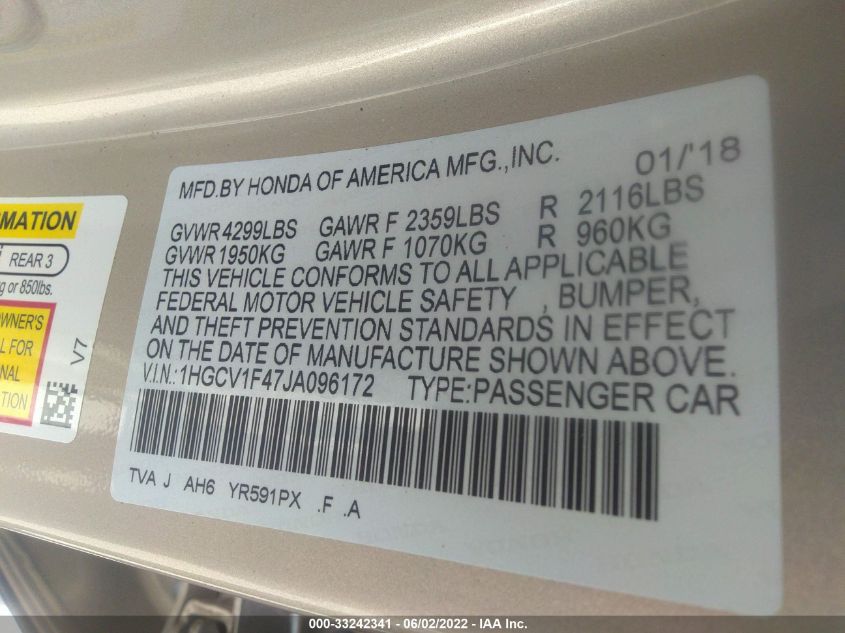 MFD.BY HONDA OF AMERICA MFG.,INC. 01/'18
GVWR 4299LBS GAWR F 2359LBS R 2116LBS
GVWR 1950KG GAWR F 1070KG R 960KG
THIS VEHICLE CONFORMS TO ALL APPLICABLE
FEDERAL MOTOR VEHICLE SAFETY , BUMPER,
AND THEFT PREVENTION STANDARDS IN EFFECT
ON THE DATE OF MANUFACTURE SHOWN ABOVE.
V.I.N.:1HGCV1F47JA096172 TYPE:PASSENGER CAR
TVA J AH6 YR591PX .F .A
REAR 3
or 850lbs.
OWNER'S
FOR
V7
000-33242341 - 06/02/2022 - IAA Inc.